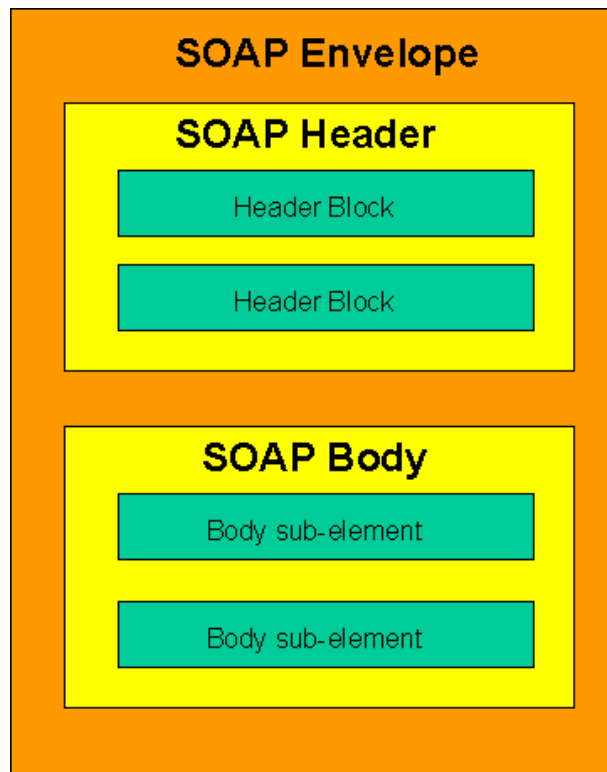 SOAP Envelope
SOAP Header
Header Block
Header Block
SOAP Body
Body sub-element
Body sub-element